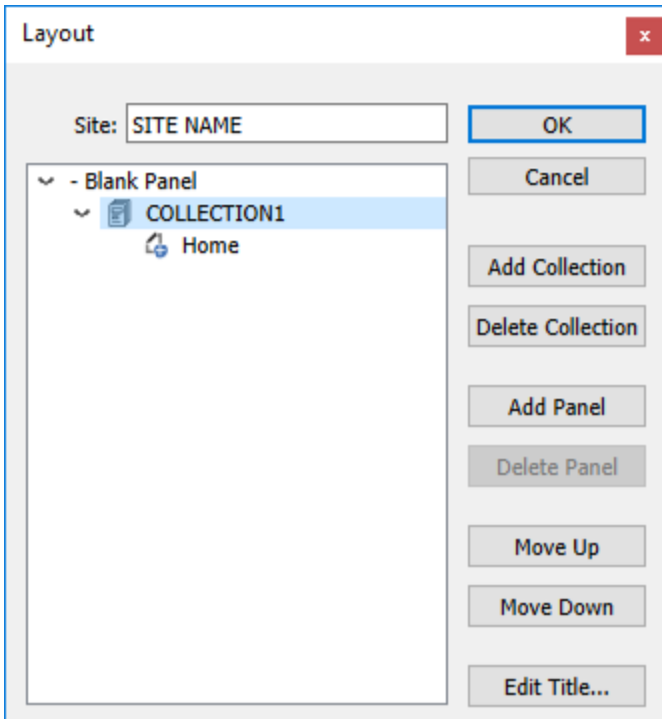 Layout
x
Site: SITE NAME
OK
- Blank Panel
Cancel
COLLECTION1
Home
Add Collection
Delete Collection
Add Panel
Delete Panel
Move Up
Move Down
Edit Title...